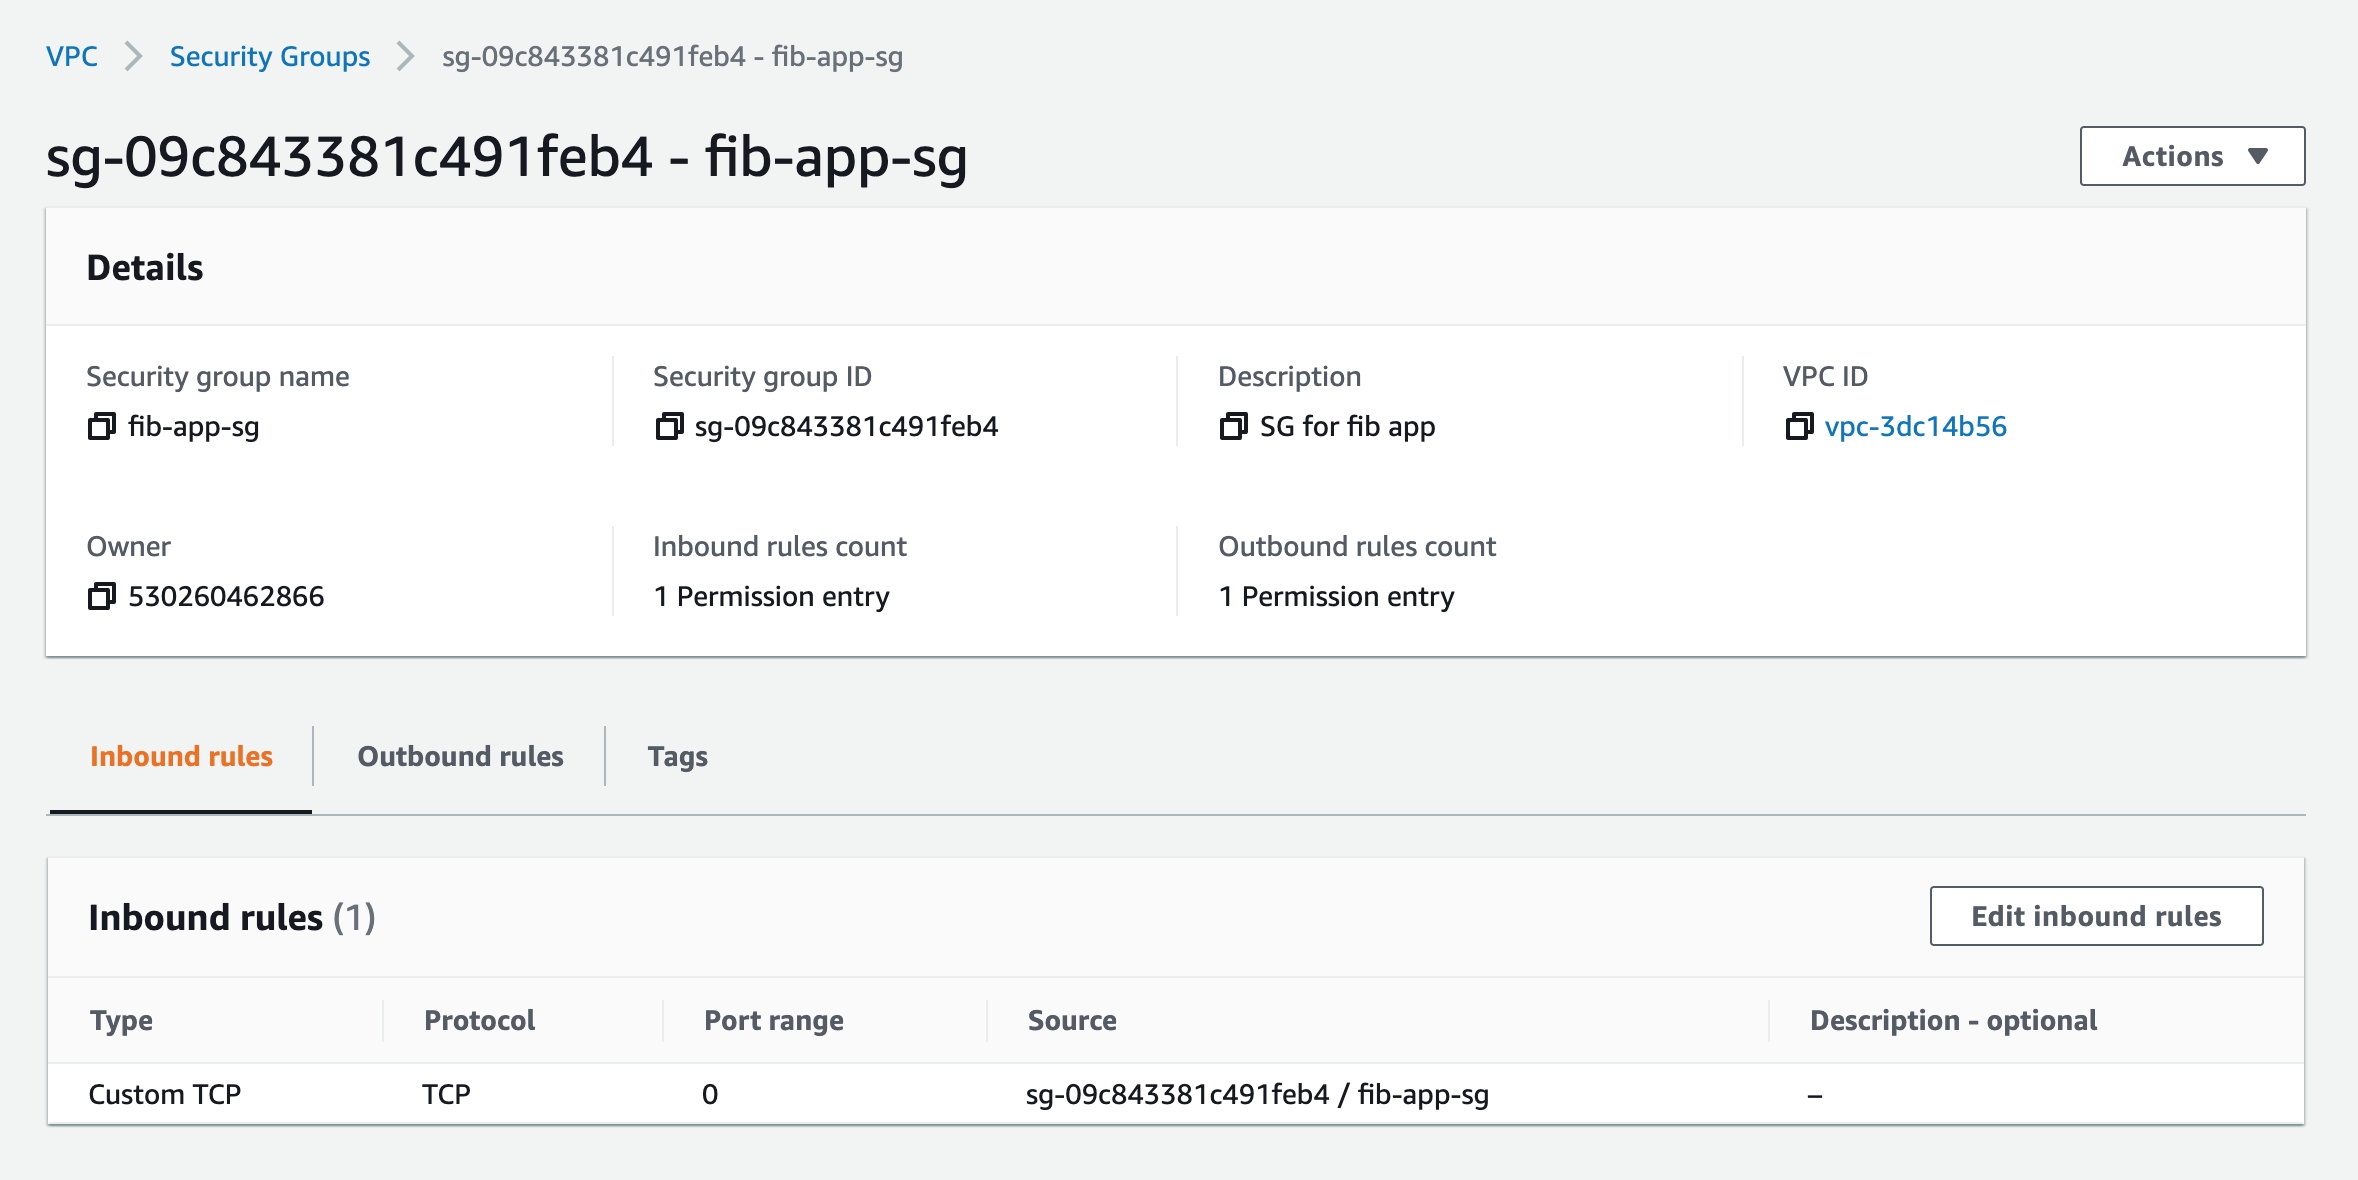 VPC > Security Groups > sg-09c843381c491feb4 - fib-app-sg
sg-09c843381c491feb4 - fib-app-sg
Actions
Details
Security group name Security group ID Description VPC ID
fib-app-sg sg-09c843381c491feb4 SG for fib app vpc-3dc14b56
Owner Inbound rules count Outbound rules count
530260462866 1 Permission entry 1 Permission entry
Inbound rules Outbound rules Tags
Inbound rules (1) Edit inbound rules
Type Protocol Port range Source Description - optional
Custom TCP TCP 0 sg-09c843381c491feb4 / fib-app-sg –